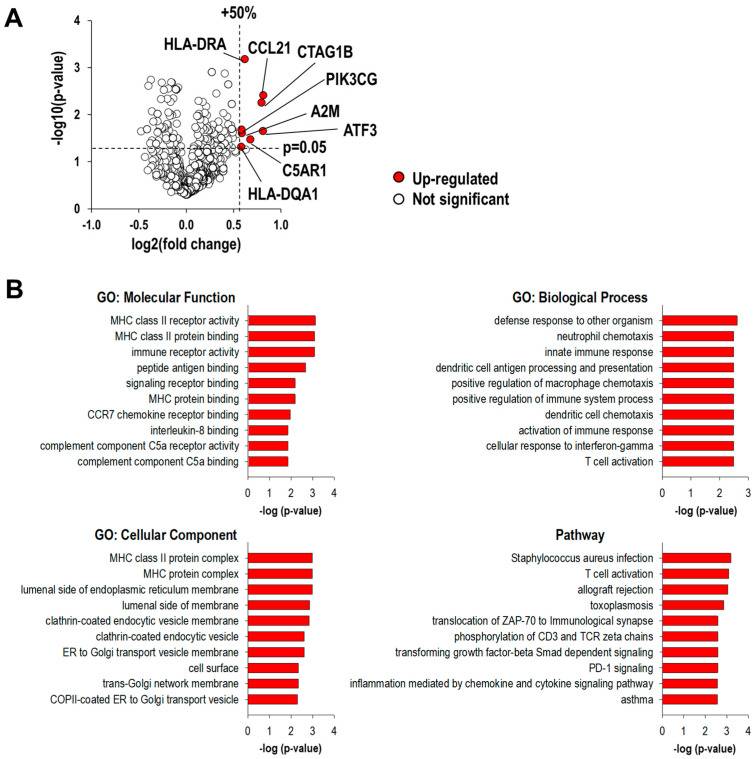 A
+50%
4
3
2
1
0
-log10(p-value)
HLA-DRA
CCL21
CTAG1B
PIK3CG
A2M
ATF3
p=0.05
C5AR1
HLA-DQA1
-1.0 -0.5 0.0 0.5 1.0
log2(fold change)
Up-regulated
Not significant
B
GO: Molecular Function
MHC class II receptor activity
MHC class II protein binding
immune receptor activity
peptide antigen binding
signaling receptor binding
MHC protein binding
CCR7 chemokine receptor binding
interleukin-8 binding
complement component C5a receptor activity
complement component C5a binding
0 1 2 3 4
-log (p-value)
GO: Biological Process
defense response to other organism
neutrophil chemotaxis
innate immune response
dendritic cell antigen processing and presentation
positive regulation of macrophage chemotaxis
positive regulation of immune system process
dendritic cell chemotaxis
activation of immune response
cellular response to interferon-gamma
T cell activation
0 1 2 3
-log (p-value)
GO: Cellular Component
MHC class II protein complex
MHC protein complex
lumenal side of endoplasmic reticulum membrane
lumenal side of membrane
clathrin-coated endocytic vesicle membrane
clathrin-coated endocytic vesicle
ER to Golgi transport vesicle membrane
cell surface
trans-Golgi network membrane
COPII-coated ER to Golgi transport vesicle
0 1 2 3 4
-log (p-value)
Pathway
Staphylococcus aureus infection
T cell activation
allograft rejection
toxoplasmosis
translocation of ZAP-70 to Immunological synapse
phosphorylation of CD3 and TCR zeta chains
transforming growth factor-beta Smad dependent signaling
PD-1 signaling
inflammation mediated by chemokine and cytokine signaling pathway
asthma
0 1 2 3 4
-log (p-value)